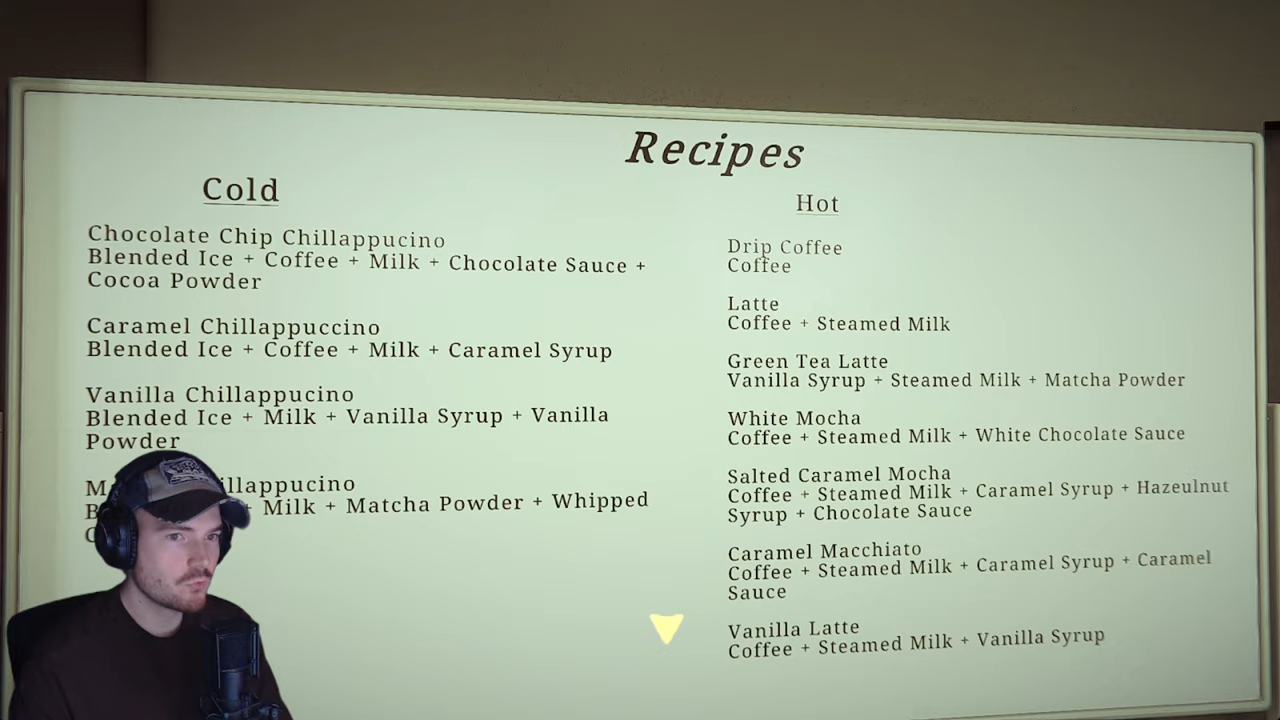 Recipes
Cold
Chocolate Chip Chillappucino
Blended Ice + Coffee + Milk + Chocolate Sauce +
Cocoa Powder
Caramel Chillappuccino
Blended Ice + Coffee + Milk + Caramel Syrup
Vanilla Chillappucino
Blended Ice + Milk + Vanilla Syrup + Vanilla
Powder
illappucino
+ Milk + Matcha Powder + Whipped
Hot
Drip Coffee
Coffee
Latte
Coffee + Steamed Milk
Green Tea Latte
Vanilla Syrup + Steamed Milk + Matcha Powder
White Mocha
Coffee + Steamed Milk + White Chocolate Sauce
Salted Caramel Mocha
Coffee + Steamed Milk + Caramel Syrup + Hazeulnut
Syrup + Chocolate Sauce
Caramel Macchiato
Coffee + Steamed Milk + Caramel Syrup + Caramel
Sauce
Vanilla Latte
Coffee + Steamed Milk + Vanilla Syrup